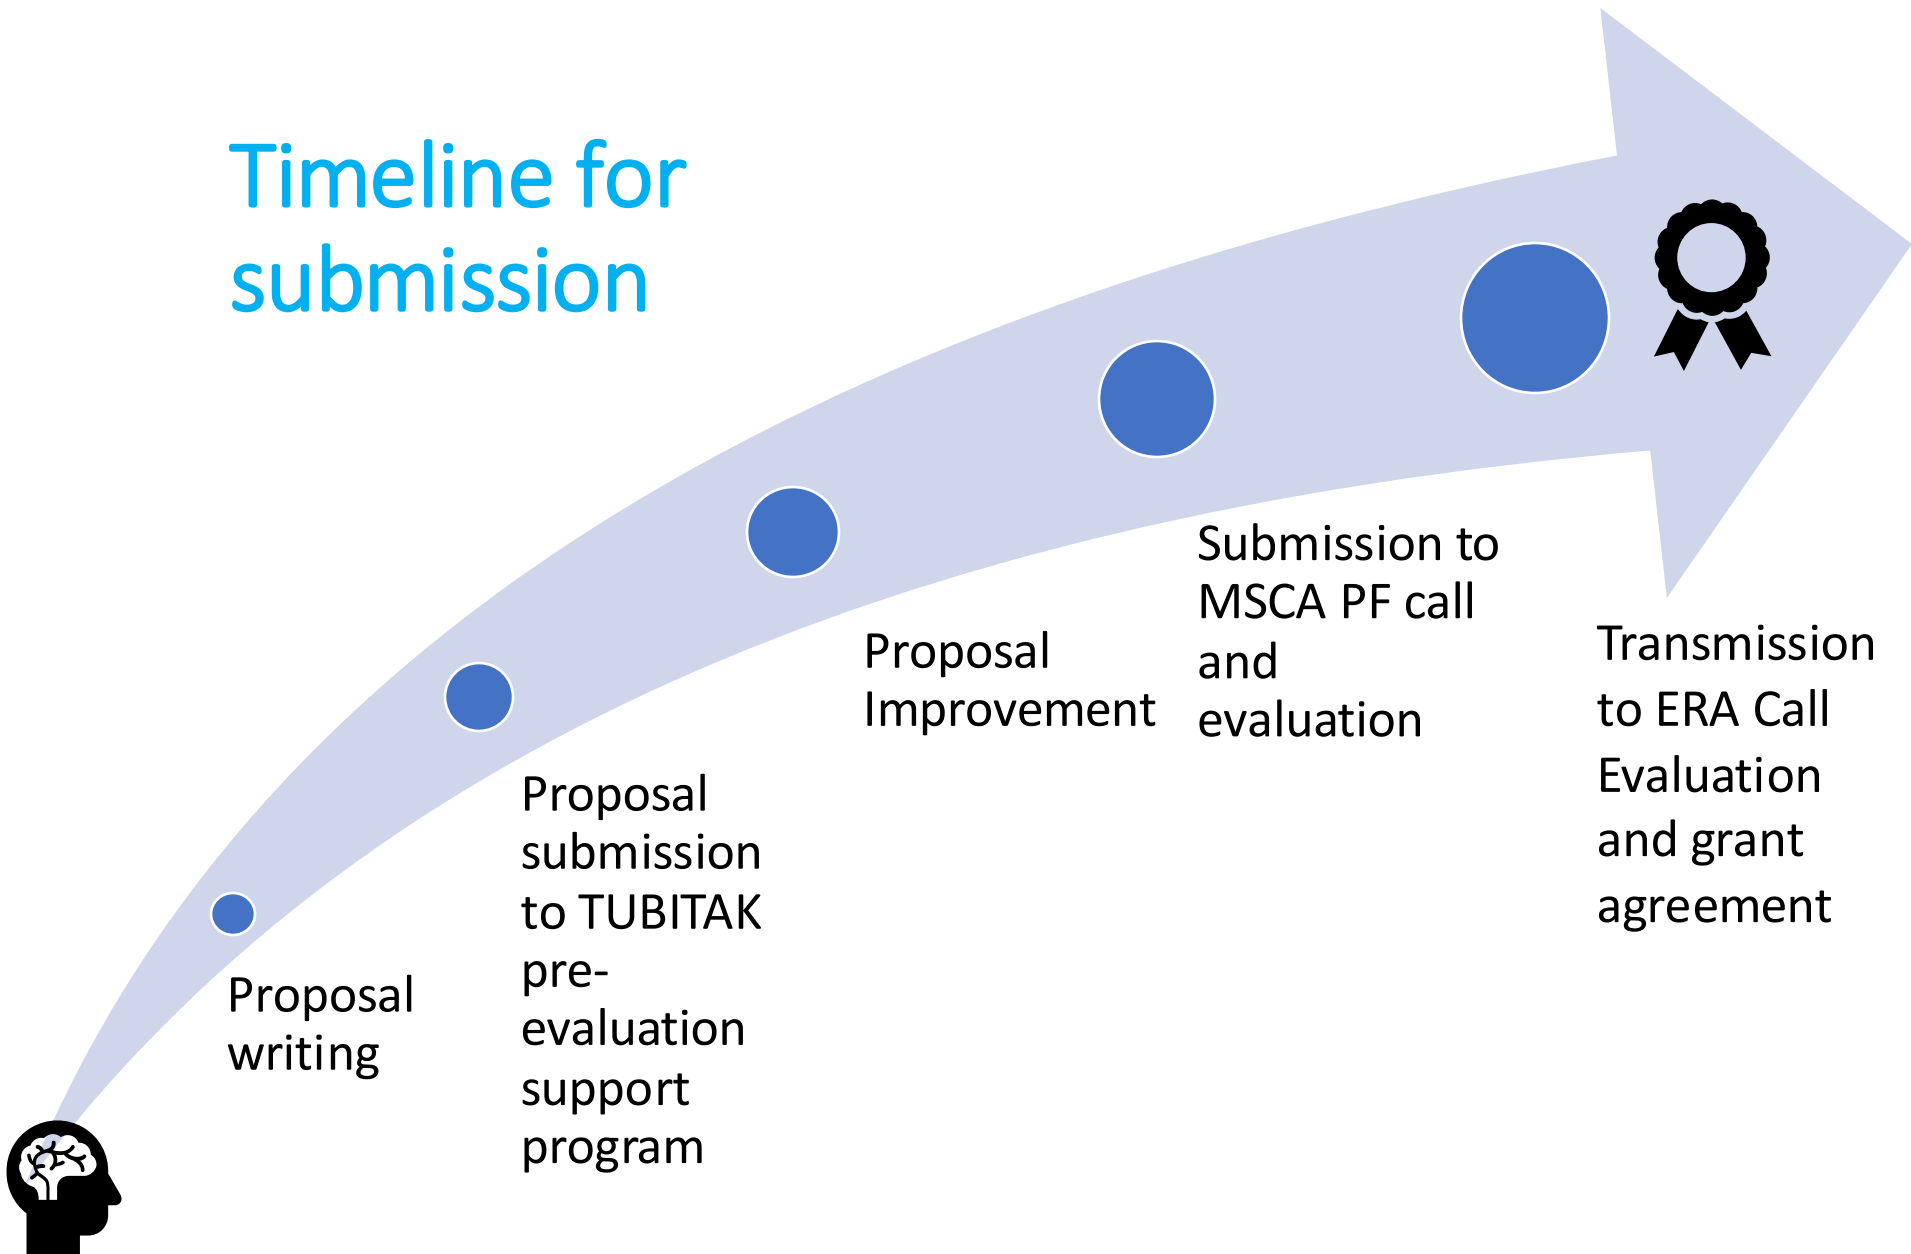 Timeline for
submission
Proposal
writing
Proposal
submission
to TUBITAK
pre-
evaluation
support
program
Proposal
Improvement
Submission to
MSCA PF call
and
evaluation
Transmission
to ERA Call
Evaluation
and grant
agreement